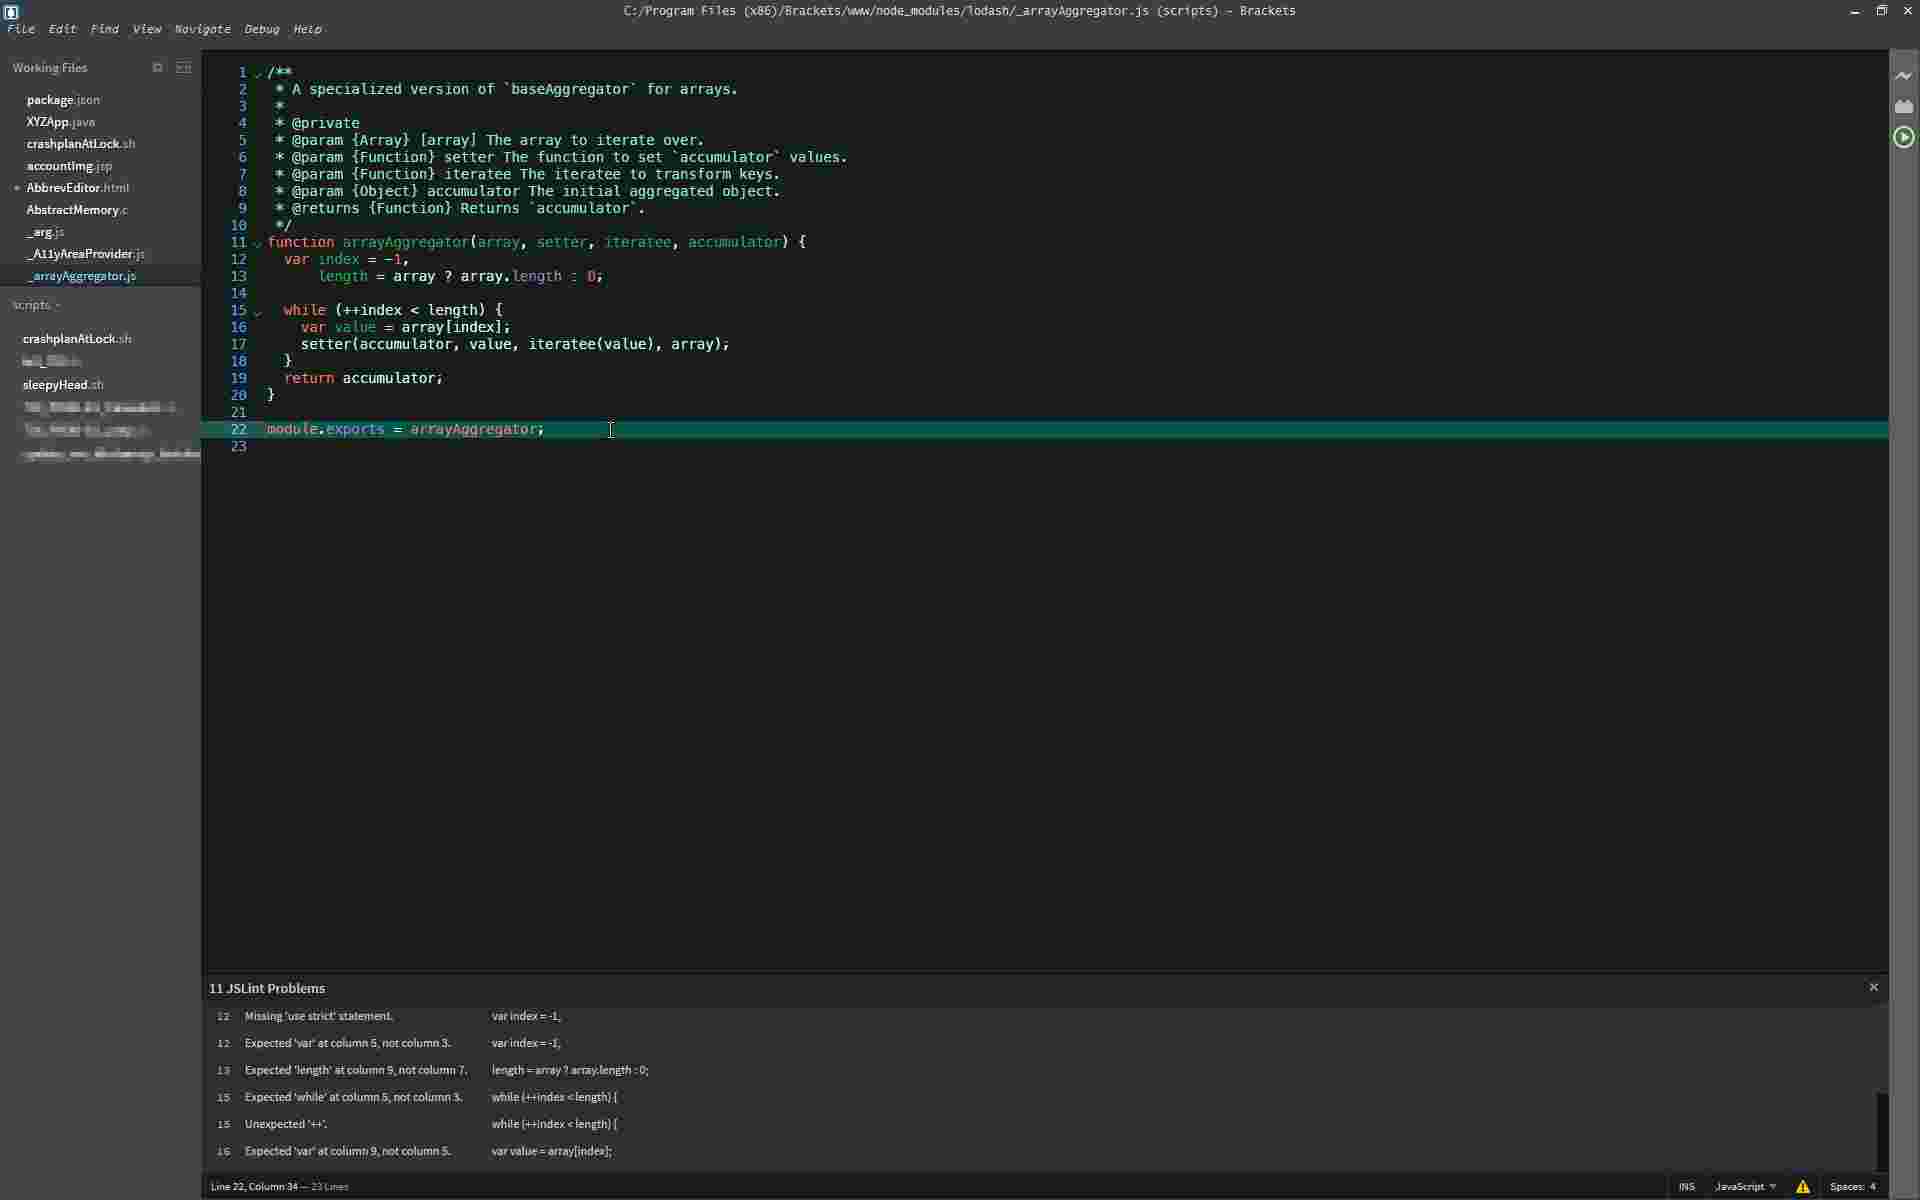 C:/Program Files (x86)/Brackets/www/node_modules/lodash/_arrayAggregator.js (scripts) - Brackets
File Edit Find View Navigate Debug Help
Working Files
package.json
XYZApp.java
crashplanAtLock.sh
accountImg.jsp
AbbrevEditor.html
AbstractMemory.c
_arg.js
_A11yAreaProvider.js
_arrayAggregator.js
scripts
crashplanAtLock.sh
sleepyHead.sh
1 /**
2  * A specialized version of `baseAggregator` for arrays.
3  *
4  * @private
5  * @param {Array} [array] The array to iterate over.
6  * @param {Function} setter The function to set `accumulator` values.
7  * @param {Function} iteratee The iteratee to transform keys.
8  * @param {Object} accumulator The initial aggregated object.
9  * @returns {Function} Returns `accumulator`.
10  */
11 function arrayAggregator(array, setter, iteratee, accumulator) {
12   var index = -1,
13       length = array ? array.length : 0;
14
15   while (++index < length) {
16     var value = array[index];
17     setter(accumulator, value, iteratee(value), array);
18   }
19   return accumulator;
20 }
21
22 module.exports = arrayAggregator;
23
11 JSLint Problems
12 Missing 'use strict' statement. var index = -1,
12 Expected 'var' at column 5, not column 3. var index = -1,
13 Expected 'length' at column 9, not column 7. length = array ? array.length : 0;
15 Expected 'while' at column 5, not column 3. while (++index < length) {
15 Unexpected '++'. while (++index < length) {
16 Expected 'var' at column 9, not column 5. var value = array[index];
Line 22, Column 34 — 23 Lines
INS JavaScript Spaces: 4